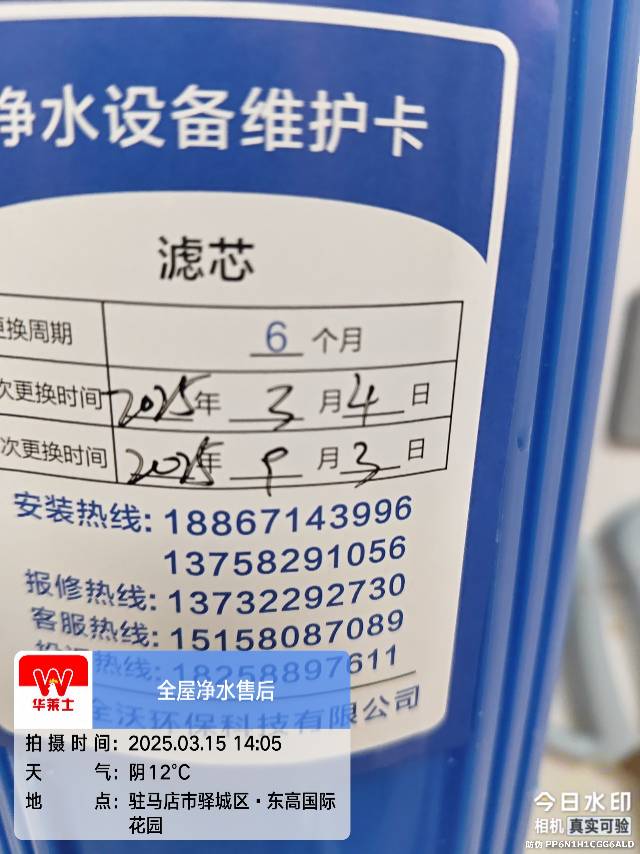 净水设备维护卡
滤芯
更换周期 6 个月
次更换时间 2025年 3 月 4 日
次更换时间 2025年 9 月 3 日
安装热线: 18867143996
13758291056
报修热线: 13732292730
客服热线: 15158087089
热线: 18258897611
沃环保科技有限公司
华莱士
全屋净水售后
拍摄时间: 2025.03.15 14:05
天气: 阴12°C
地点: 驻马店市驿城区·东高国际
花园
今日水印
相机 真实可验
防伪 PP6N1H1CGG6ALD